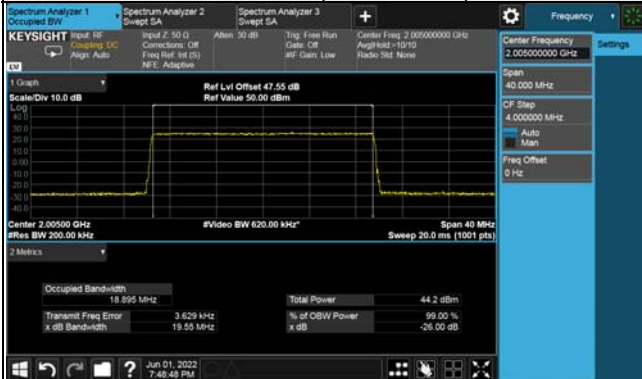 Spectrum Analyzer 1
Occupied BW
Spectrum Analyzer 2
Swept SA
Spectrum Analyzer 3
Swept SA
Frequency
KEYSIGHT
Input: RF
Coupling: DC
Align: Auto
Input Z: 50 Ω
Corrections: Off
Freq Ref: Int (S)
NFE: Adaptive
Atten: 30 dB
Trig: Free Run
Gate: Off
#IF Gain: Low
Center Freq: 2.005000000 GHz
Avg|Hold:>10/10
Radio Std: None
LXI
Center Frequency
2.005000000 GHz
Settings
Span
40.000 MHz
CF Step
4.000000 MHz
Auto
Man
Freq Offset
0 Hz
1 Graph
Scale/Div 10.0 dB
Ref Lvl Offset 47.55 dB
Ref Value 50.00 dBm
Log
40.0
30.0
20.0
10.0
0.00
-10.0
-20.0
-30.0
-40.0
Center 2.00500 GHz
#Res BW 200.00 kHz
#Video BW 620.00 kHz*
Span 40 MHz
Sweep 20.0 ms (1001 pts)
2 Metrics
Occupied Bandwidth
18.895 MHz
Total Power 44.2 dBm
Transmit Freq Error 3.629 kHz
% of OBW Power 99.00 %
x dB Bandwidth 19.55 MHz
x dB -26.00 dB
Jun 01, 2022
7:48:48 PM